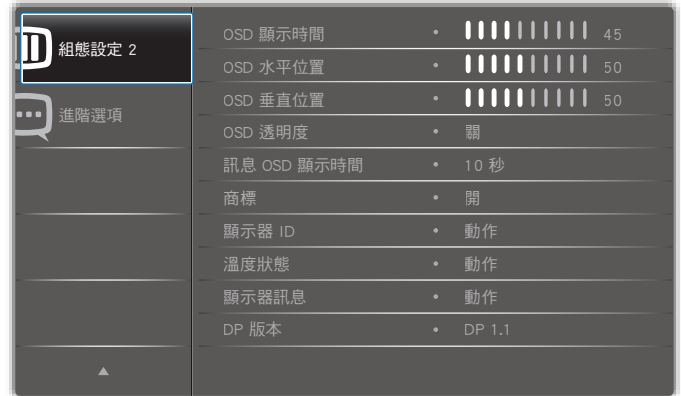 組態設定 2
進階選項
OSD 顯示時間 • 45
OSD 水平位置 • 50
OSD 垂直位置 • 50
OSD 透明度 • 關
訊息 OSD 顯示時間 • 10 秒
商標 • 開
顯示器 ID • 動作
溫度狀態 • 動作
顯示器訊息 • 動作
DP 版本 • DP 1.1